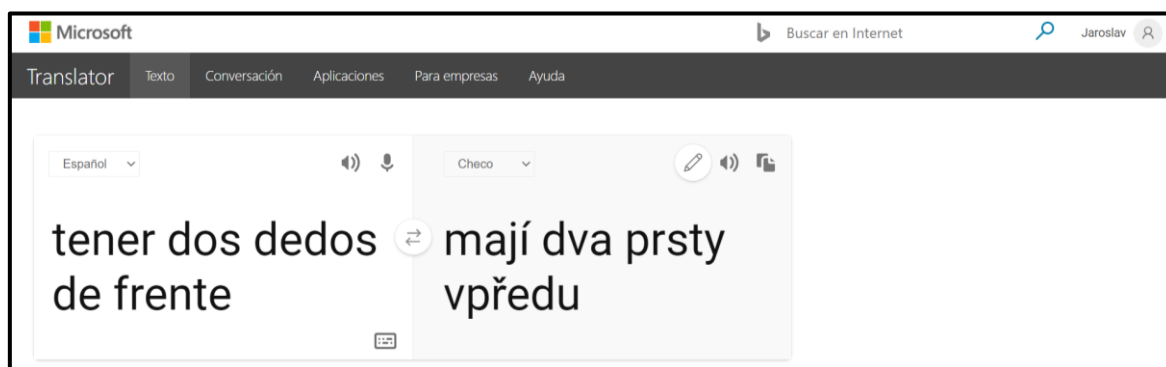 Microsoft
Buscar en Internet
Jaroslav
Translator
Texto
Conversación
Aplicaciones
Para empresas
Ayuda
Español
Checo
tener dos dedos
de frente
mají dva prsty
vpředu